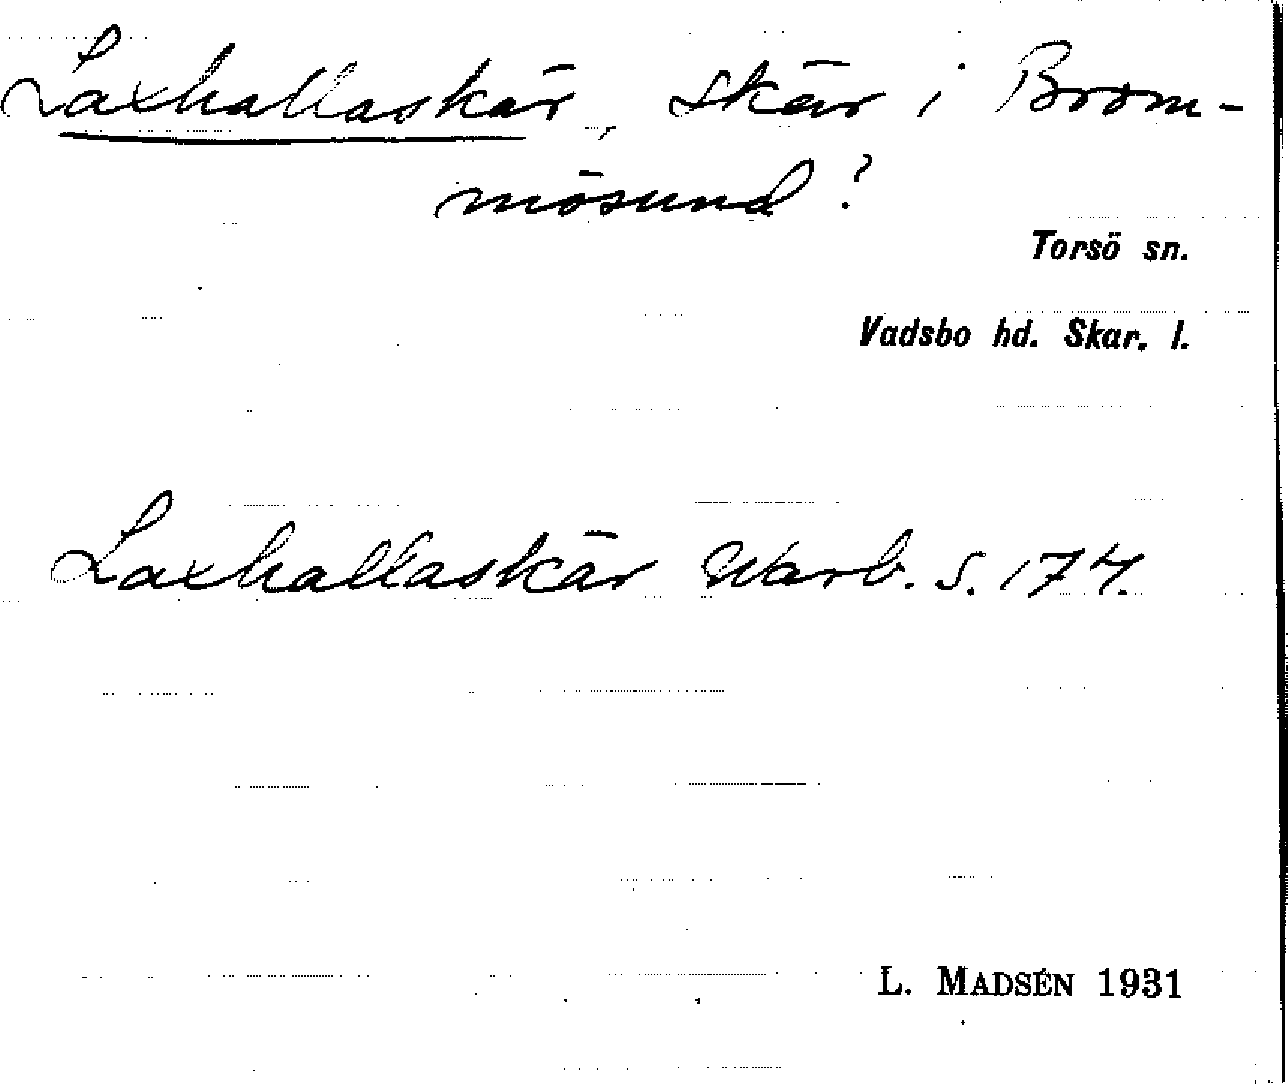 Laxhallaskär, skär i Brom-
mösund?
Torsö sn.
Vadsbo hd. Skar. l.
Laxhallaskär Warb. s. 174.
L. MADSÉN 1931